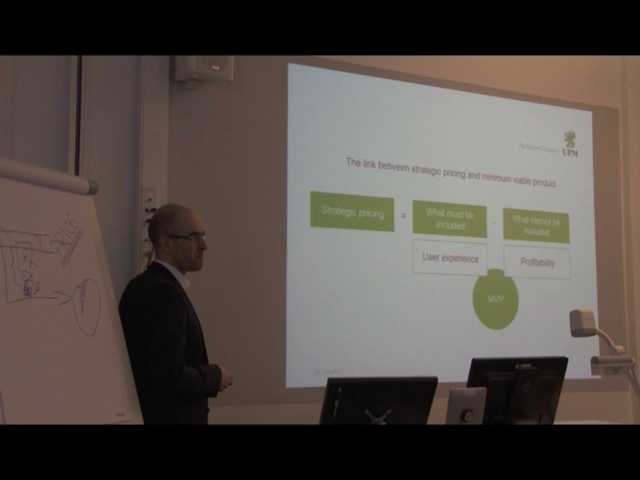 The Biofore Company
UPM
The link between strategic pricing and minimum viable product
Strategic pricing
=
What must be
included
-
What cannot be
included
User experience
Profitability
MVP